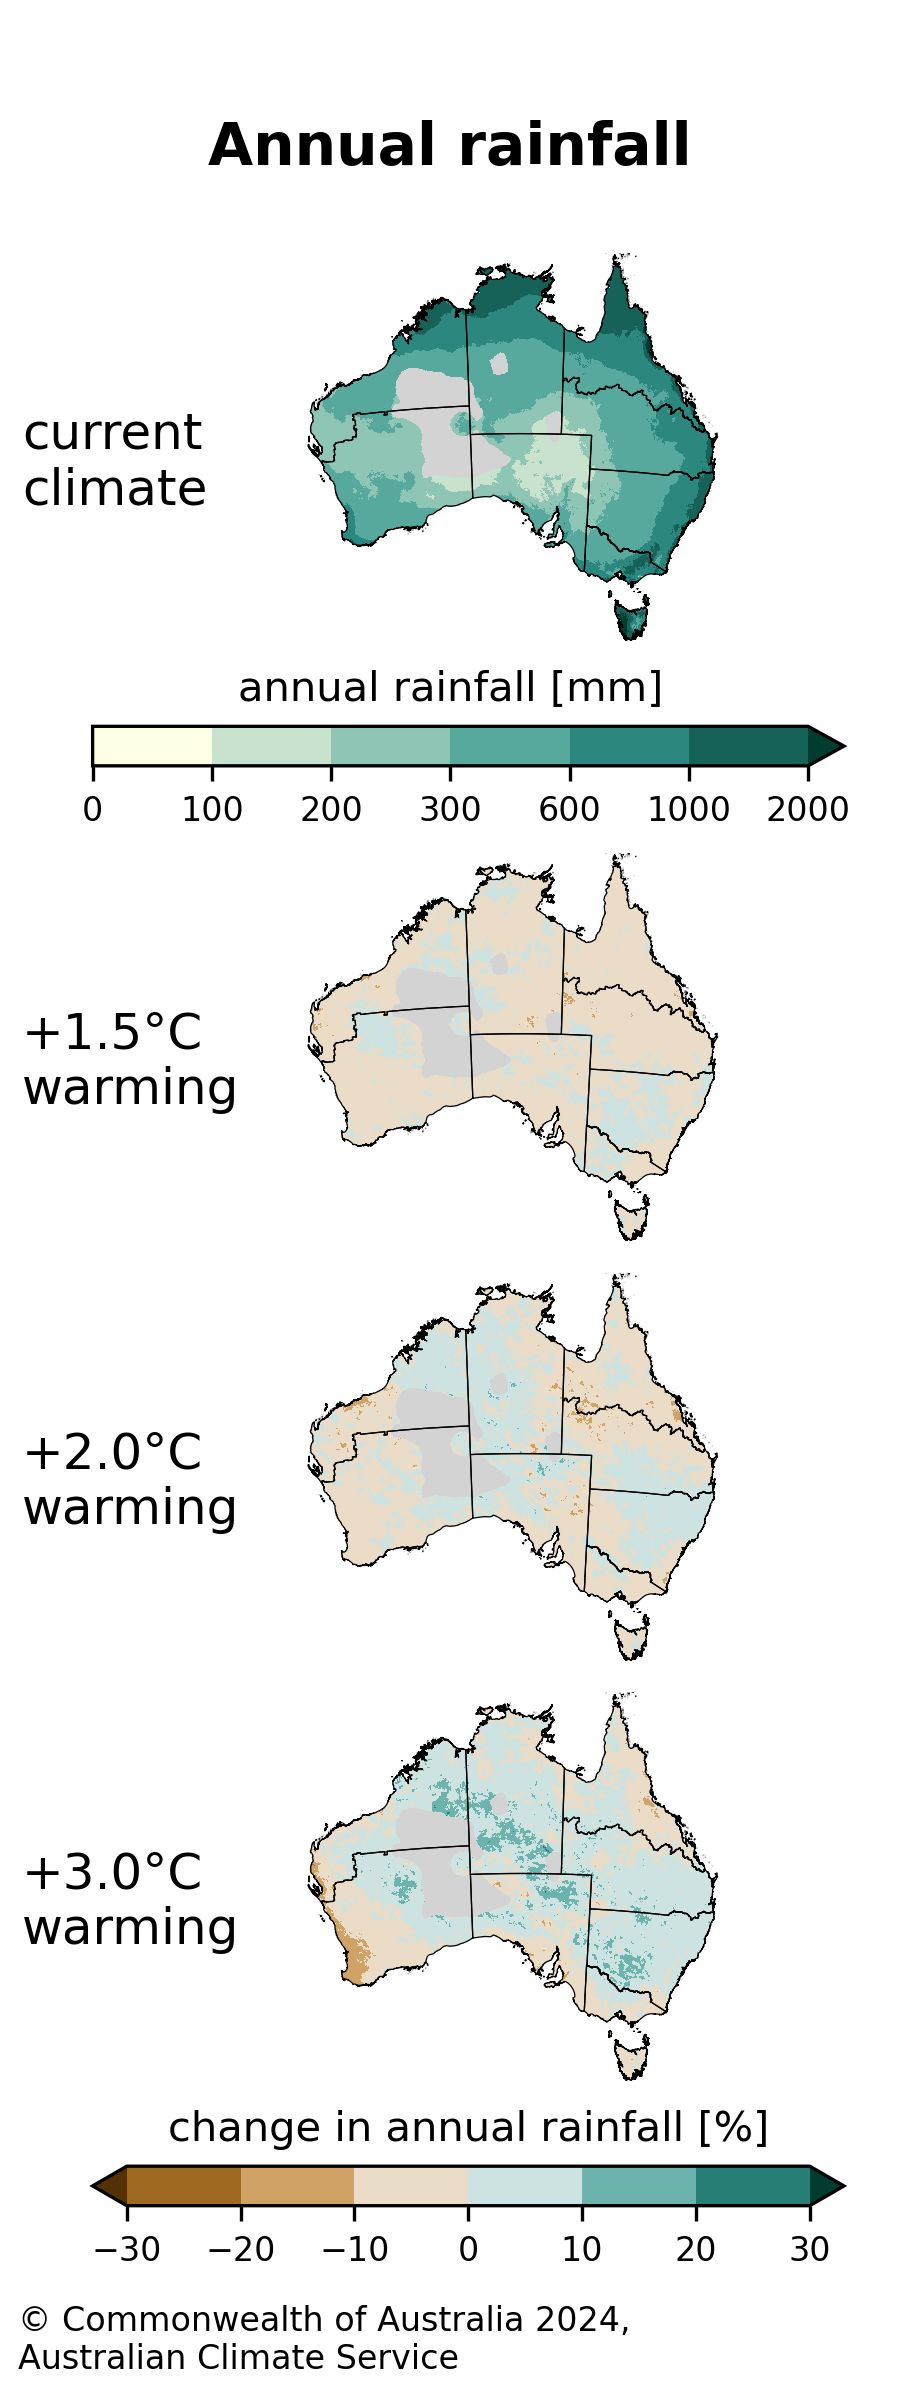 Annual rainfall
current
climate
annual rainfall [mm]
0 100 200 300 600 1000 2000
+1.5°C
warming
+2.0°C
warming
+3.0°C
warming
change in annual rainfall [%]
−30 −20 −10 0 10 20 30
© Commonwealth of Australia 2024,
Australian Climate Service